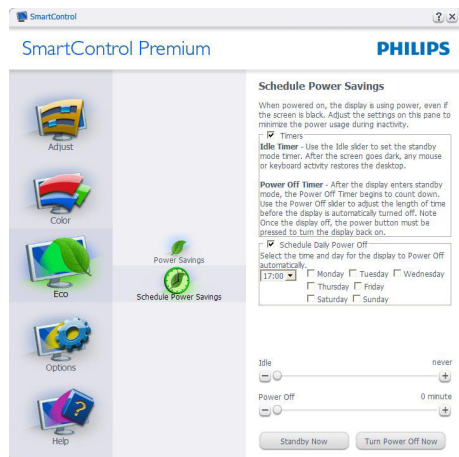 SmartControl
? ×
SmartControl Premium
PHILIPS
Adjust
Color
Eco
Options
Help
Power Savings
Schedule Power Savings
Schedule Power Savings
When powered on, the display is using power, even if
the screen is black. Adjust the settings on this pane to
minimize the power usage during inactivity.
Timers
Idle Timer - Use the Idle slider to set the standby
mode timer. After the screen goes dark, any mouse
or keyboard activity restores the desktop.
Power Off Timer - After the display enters standby
mode, the Power Off Timer begins to count down.
Use the Power Off slider to adjust the length of time
before the display is automatically turned off. Note
Once the display off, the power button must be
pressed to turn the display back on.
Schedule Daily Power Off
Select the time and day for the display to Power Off
automatically.
17:00 Monday Tuesday Wednesday
Thursday Friday
Saturday Sunday
Idle never
Power Off 0 minute
Standby Now Turn Power Off Now